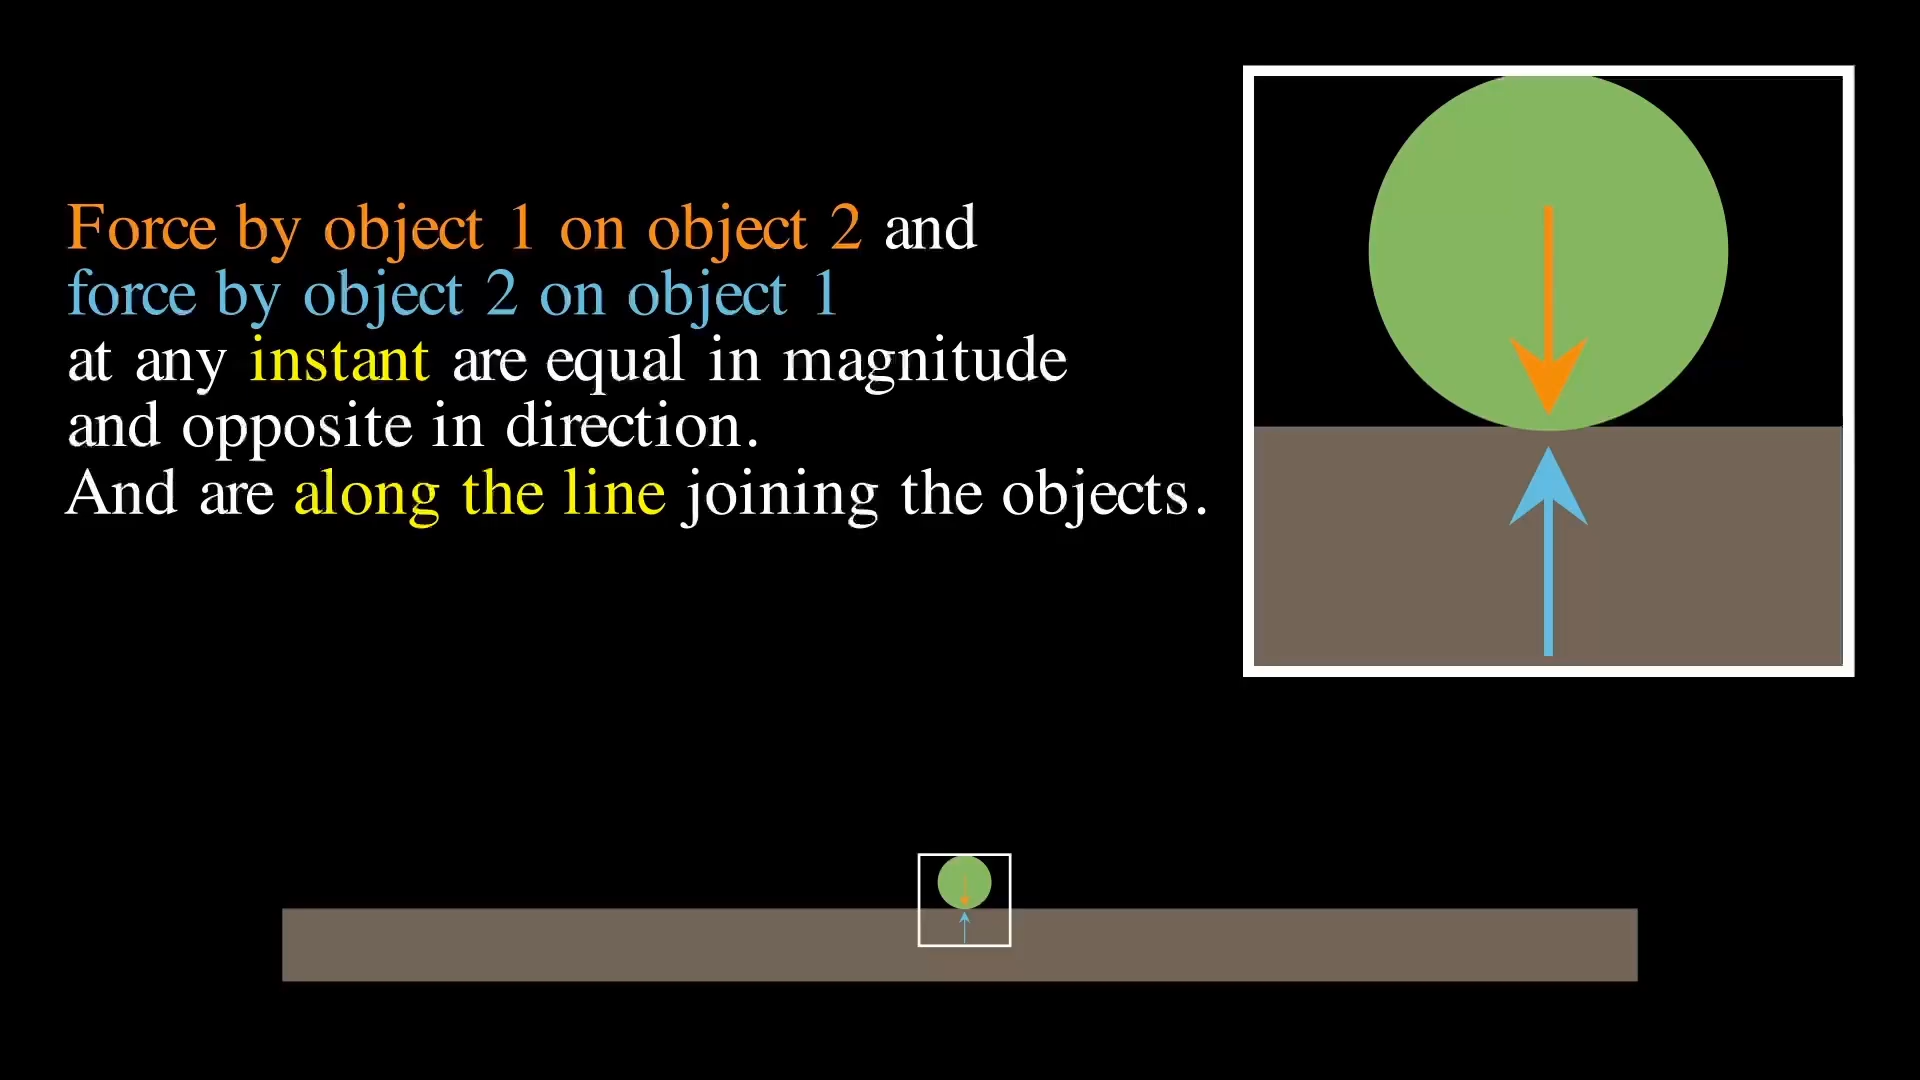 Force by object 1 on object 2 and
force by object 2 on object 1
at any instant are equal in magnitude
and opposite in direction.
And are along the line joining the objects.